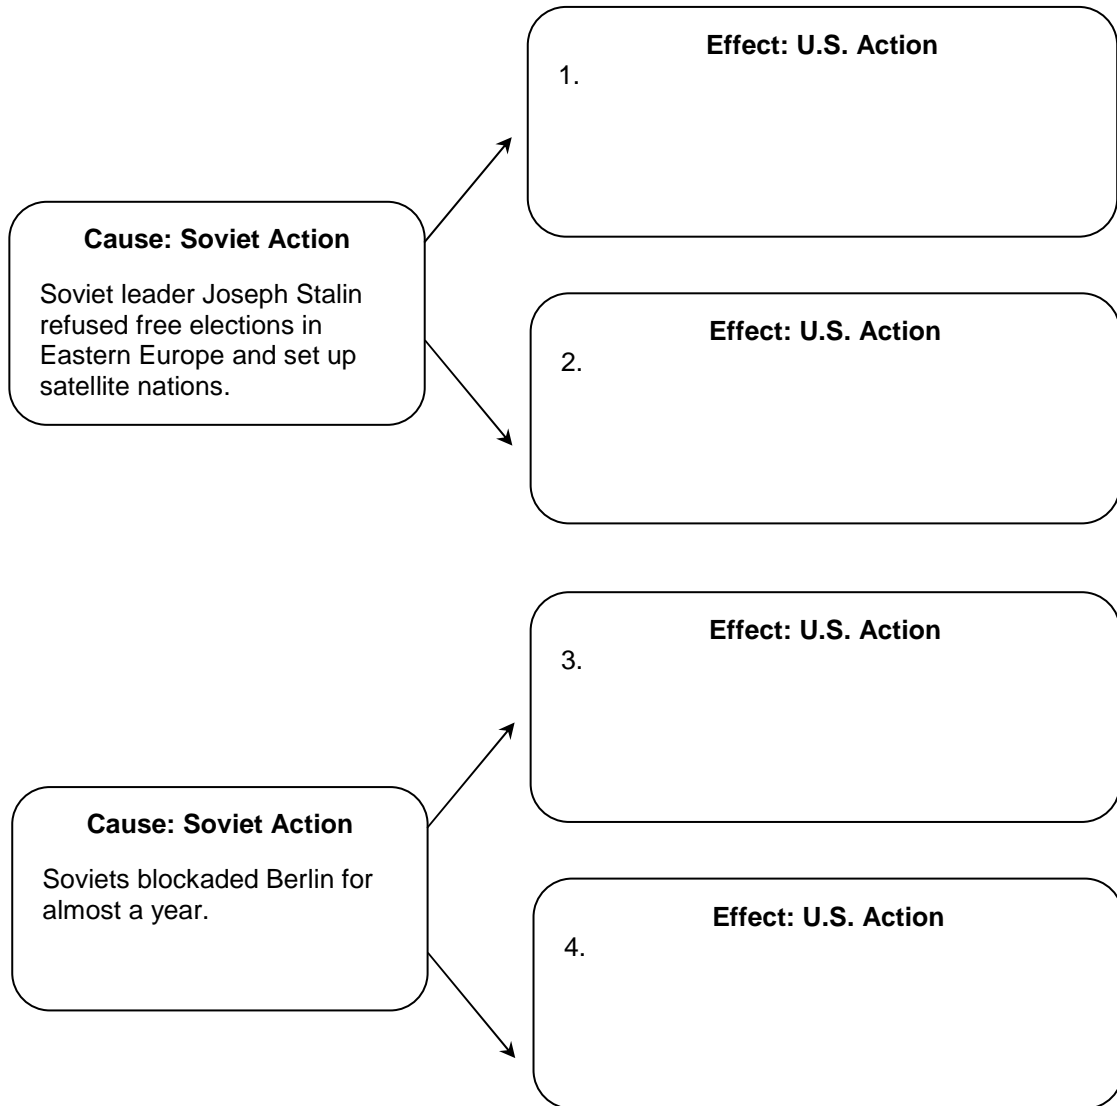 Effect: U.S. Action
1.
Cause: Soviet Action
Soviet leader Joseph Stalin
refused free elections in
Eastern Europe and set up
satellite nations.
Effect: U.S. Action
2.
Effect: U.S. Action
3.
Cause: Soviet Action
Soviets blockaded Berlin for
almost a year.
Effect: U.S. Action
4.